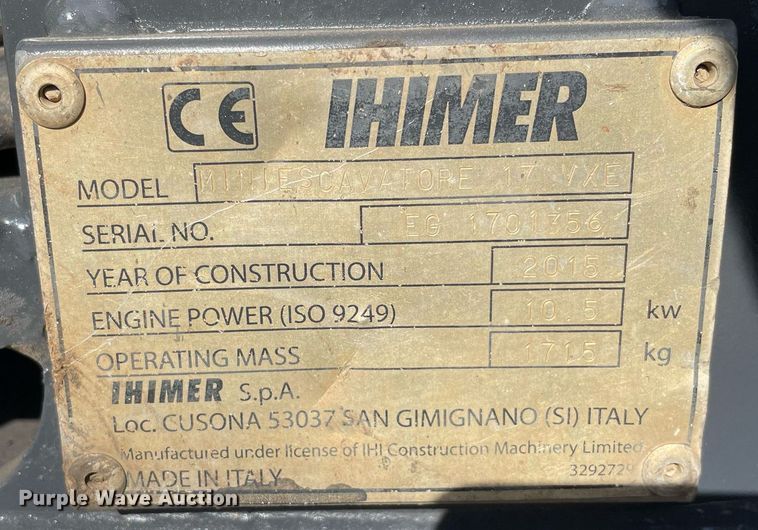 CE IHIMER
MODEL MINIESCAVATORE 17 VXE
SERIAL NO. EG 1701356
YEAR OF CONSTRUCTION 2015
ENGINE POWER (ISO 9249) 10.5 kw
OPERATING MASS 1715 kg
IHIMER S.p.A.
Loc. CUSONA 53037 SAN GIMIGNANO (SI) ITALY
Manufactured under license of IHI Construction Machinery Limited
MADE IN ITALY 3292729
Purple Wave Auction